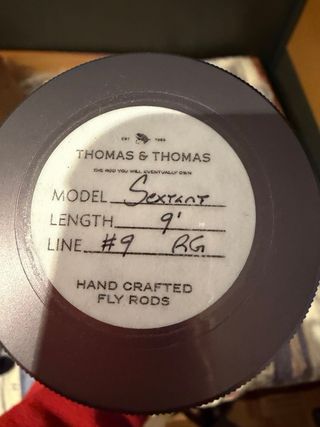 EST 1969
THOMAS & THOMAS
THE ROD YOU WILL EVENTUALLY OWN
MODEL Sextant
LENGTH 9'
LINE #9 RG
HAND CRAFTED
FLY RODS